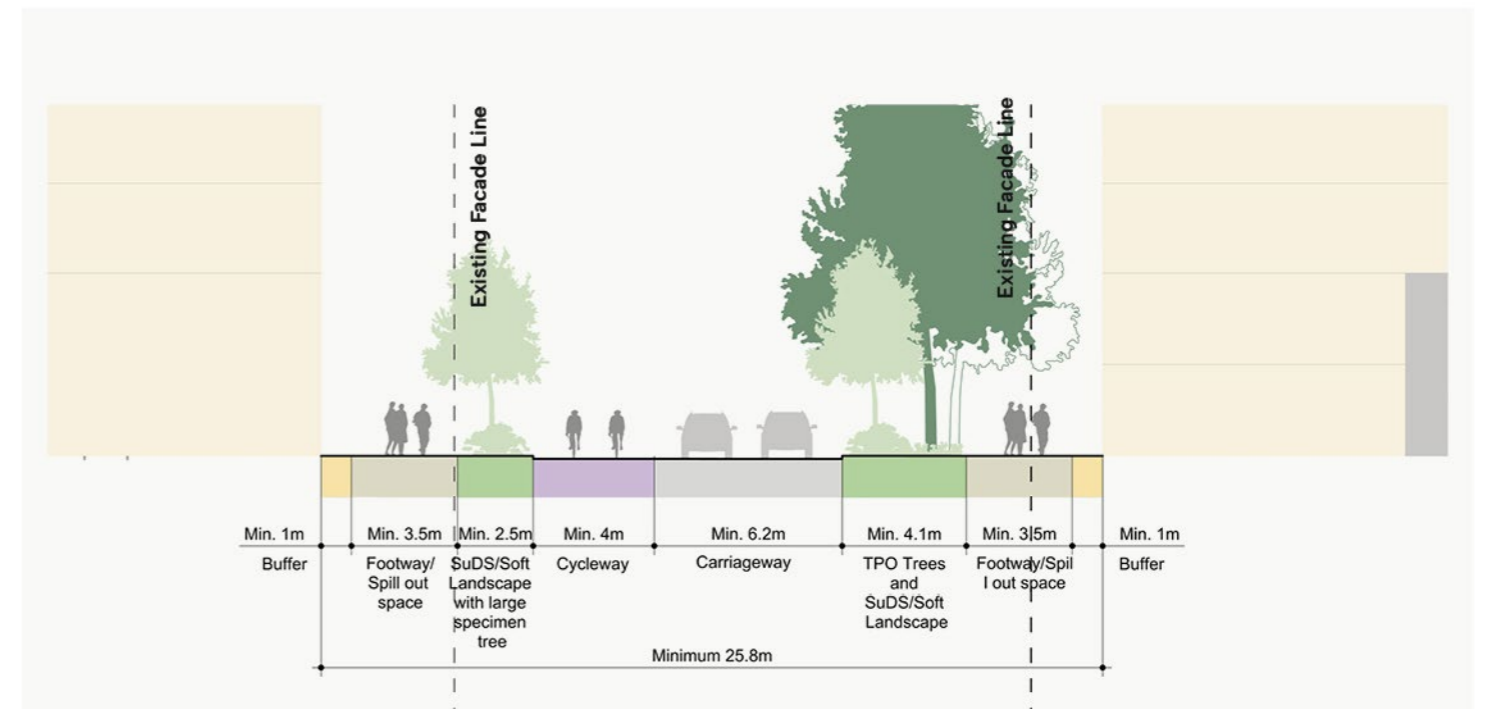 Existing Facade Line
Existing Facade Line
Min. 1m
Min. 3.5m
Min. 2.5m
Min. 4m
Min. 6.2m
Min. 4.1m
Min. 3.5m
Min. 1m
Buffer
Footway/
Spill out
space
SuDS/Soft
Landscape
with large
specimen
tree
Cycleway
Carriageway
TPO Trees
and
SuDS/Soft
Landscape
Footway/Spil
l out space
Buffer
Minimum 25.8m